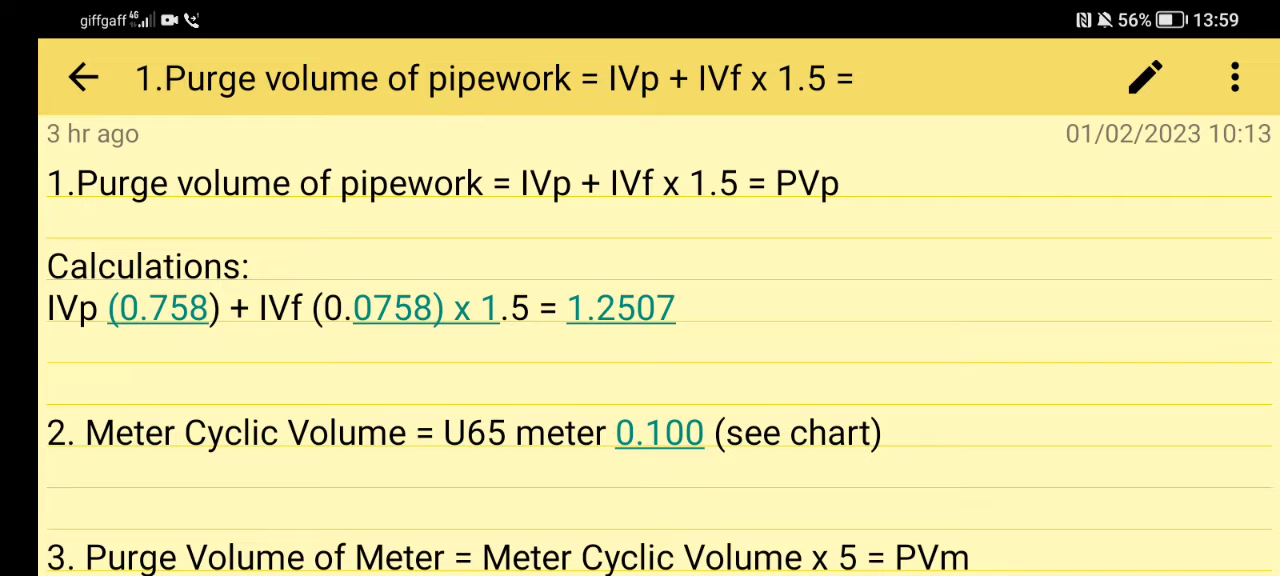 giffgaff 4G 56% 13:59
1.Purge volume of pipework = IVp + IVf x 1.5 =
3 hr ago 01/02/2023 10:13
1.Purge volume of pipework = IVp + IVf x 1.5 = PVp
Calculations:
IVp (0.758) + IVf (0.0758) x 1.5 = 1.2507
2. Meter Cyclic Volume = U65 meter 0.100 (see chart)
3. Purge Volume of Meter = Meter Cyclic Volume x 5 = PVm